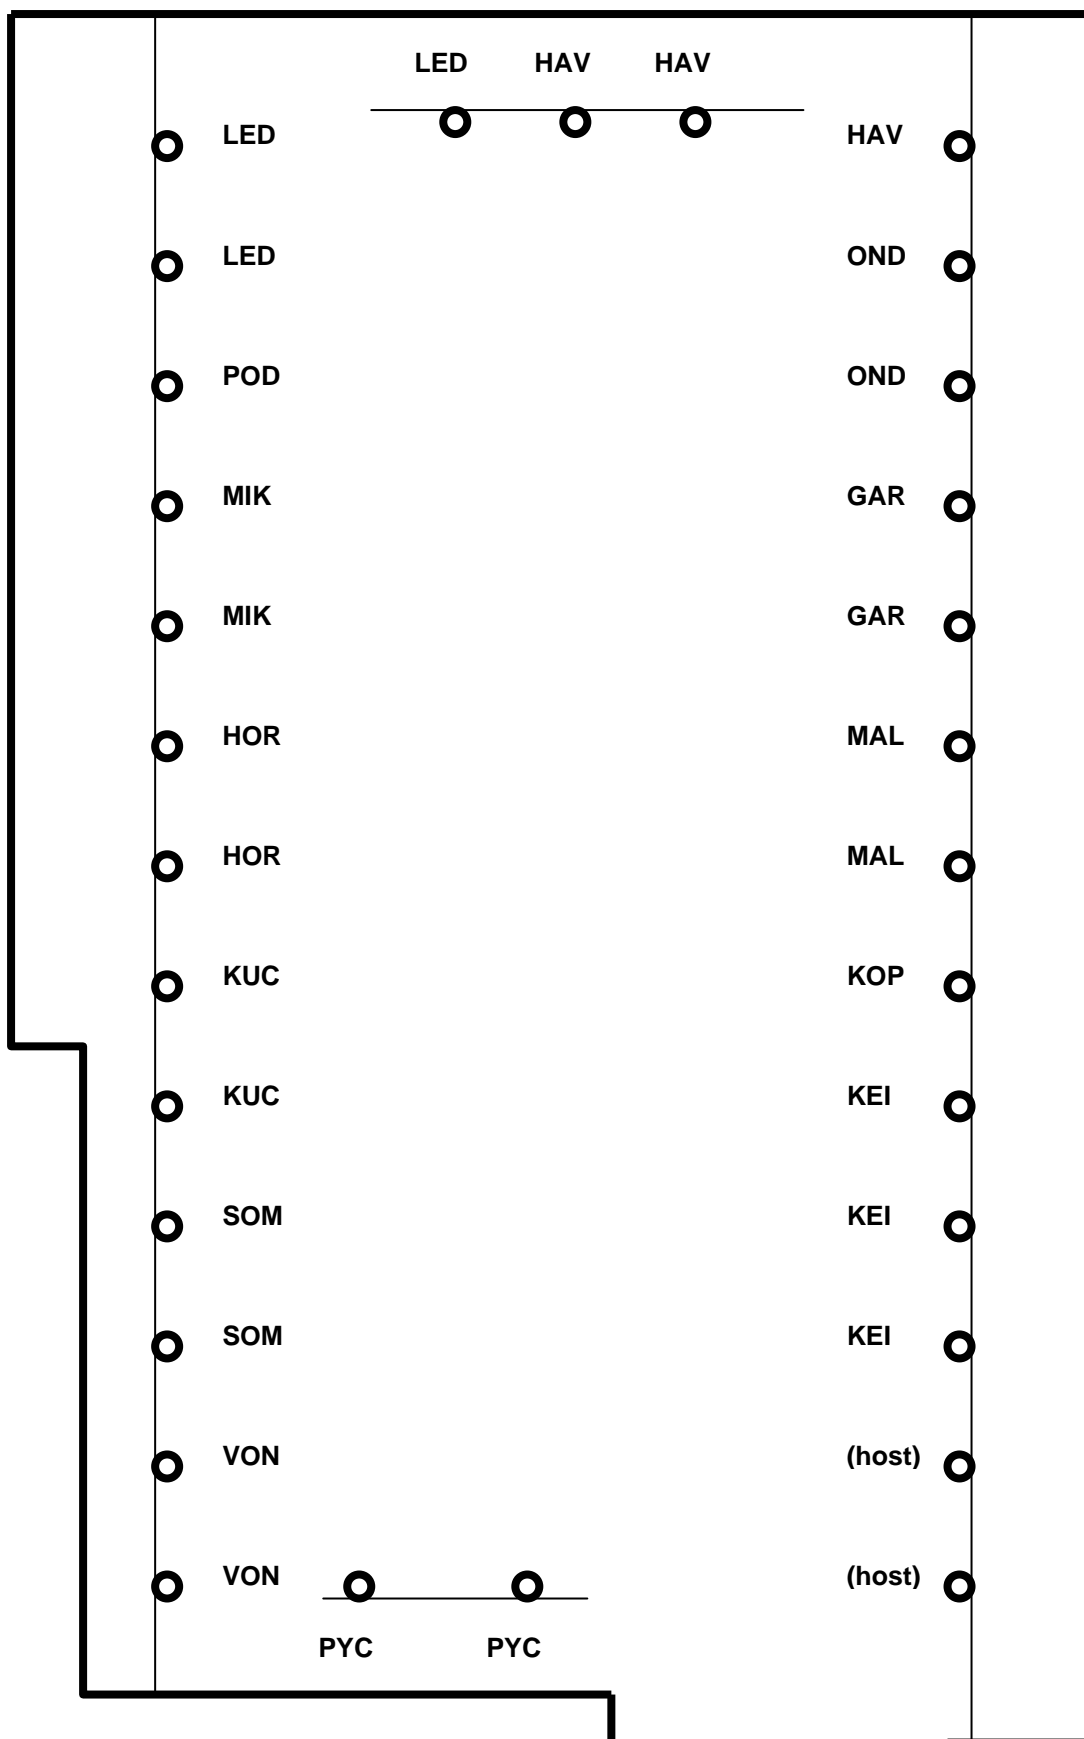 LED HAV HAV
LED HAV
LED OND
POD OND
MIK GAR
MIK GAR
HOR MAL
HOR MAL
KUC KOP
KUC KEI
SOM KEI
SOM KEI
VON (host)
VON (host)
PYC PYC